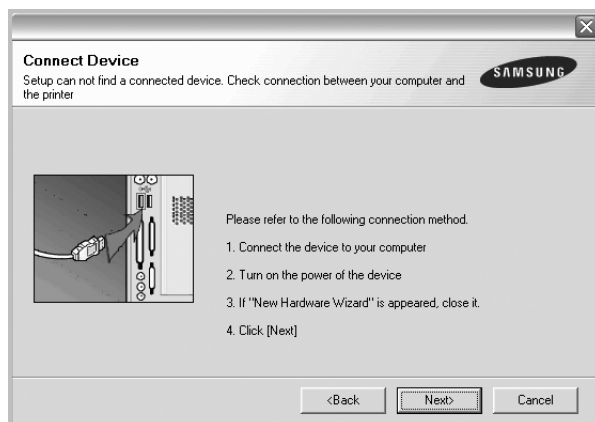 Connect Device
Setup can not find a connected device. Check connection between your computer and
the printer
SAMSUNG
Please refer to the following connection method.
1. Connect the device to your computer
2. Turn on the power of the device
3. If "New Hardware Wizard" is appeared, close it.
4. Click [Next]
<Back
Next>
Cancel